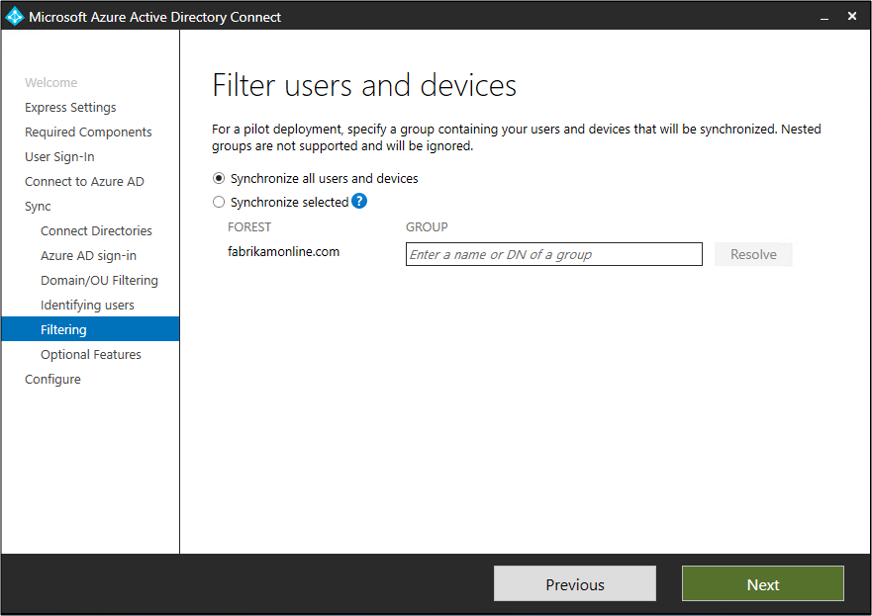 Microsoft Azure Active Directory Connect
Welcome
Express Settings
Required Components
User Sign-In
Connect to Azure AD
Sync
Connect Directories
Azure AD sign-in
Domain/OU Filtering
Identifying users
Filtering
Optional Features
Configure
Filter users and devices
For a pilot deployment, specify a group containing your users and devices that will be synchronized. Nested
groups are not supported and will be ignored.
Synchronize all users and devices
Synchronize selected ?
FOREST GROUP
fabrikamonline.com Enter a name or DN of a group Resolve
Previous Next